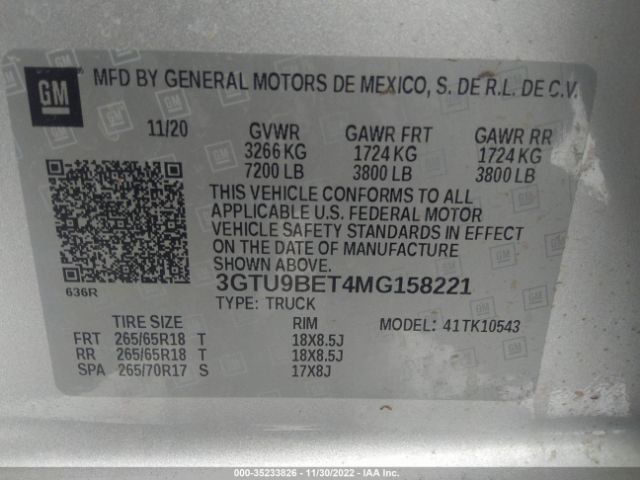 GM
® MFD BY GENERAL MOTORS DE MEXICO, S. DE R.L. DE C.V.
11/20 GVWR GAWR FRT GAWR RR
3266 KG 1724 KG 1724 KG
7200 LB 3800 LB 3800 LB
THIS VEHICLE CONFORMS TO ALL
APPLICABLE U.S. FEDERAL MOTOR
VEHICLE SAFETY STANDARDS IN EFFECT
ON THE DATE OF MANUFACTURE
SHOWN ABOVE.
636R
3GTU9BET4MG158221
TYPE: TRUCK
TIRE SIZE RIM MODEL: 41TK10543
FRT 265/65R18 T 18X8.5J
RR 265/65R18 T 18X8.5J
SPA 265/70R17 S 17X8J
000-35233826 - 11/30/2022 - IAA Inc.